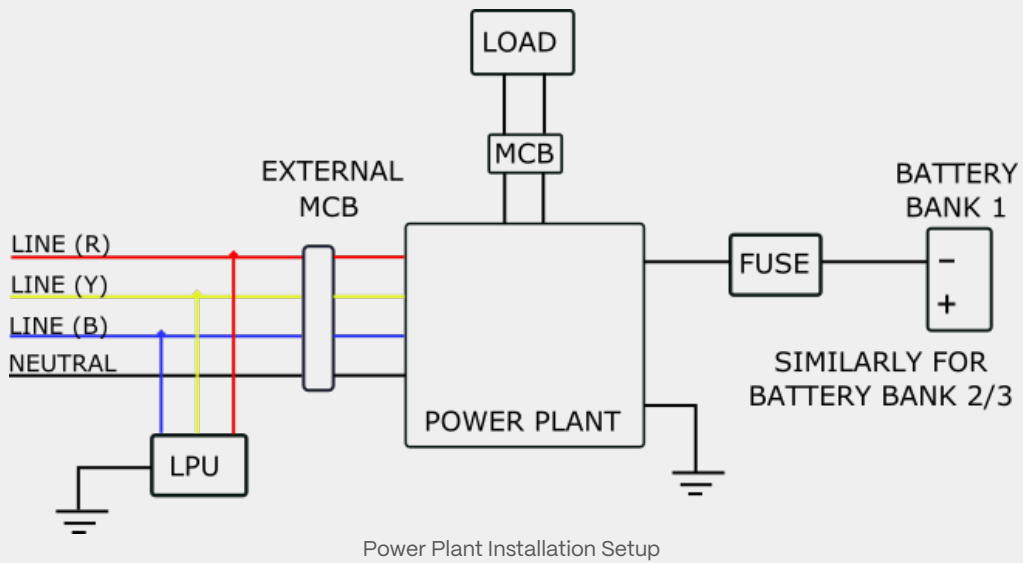 LOAD
MCB
EXTERNAL
MCB
BATTERY
BANK 1
LINE (R)
LINE (Y)
LINE (B)
NEUTRAL
FUSE
−
+
SIMILARLY FOR
BATTERY BANK 2/3
POWER PLANT
LPU
Power Plant Installation Setup